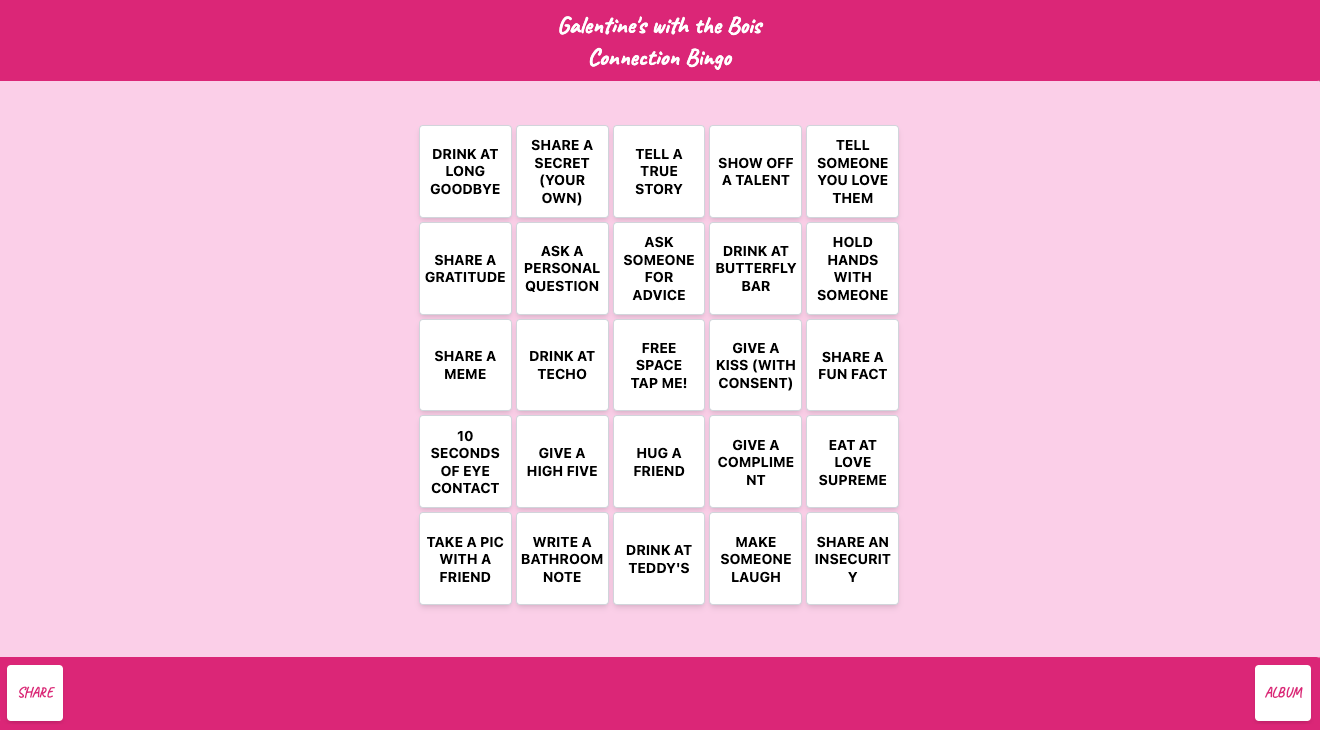 Galentine's with the Bois
Connection Bingo
DRINK AT
LONG
GOODBYE
SHARE A
SECRET
(YOUR
OWN)
TELL A
TRUE
STORY
SHOW OFF
A TALENT
TELL
SOMEONE
YOU LOVE
THEM
SHARE A
GRATITUDE
ASK A
PERSONAL
QUESTION
ASK
SOMEONE
FOR
ADVICE
DRINK AT
BUTTERFLY
BAR
HOLD
HANDS
WITH
SOMEONE
SHARE A
MEME
DRINK AT
TECHO
FREE
SPACE
TAP ME!
GIVE A
KISS (WITH
CONSENT)
SHARE A
FUN FACT
10
SECONDS
OF EYE
CONTACT
GIVE A
HIGH FIVE
HUG A
FRIEND
GIVE A
COMPLIME
NT
EAT AT
LOVE
SUPREME
TAKE A PIC
WITH A
FRIEND
WRITE A
BATHROOM
NOTE
DRINK AT
TEDDY'S
MAKE
SOMEONE
LAUGH
SHARE AN
INSECURIT
Y
SHARE
ALBUM